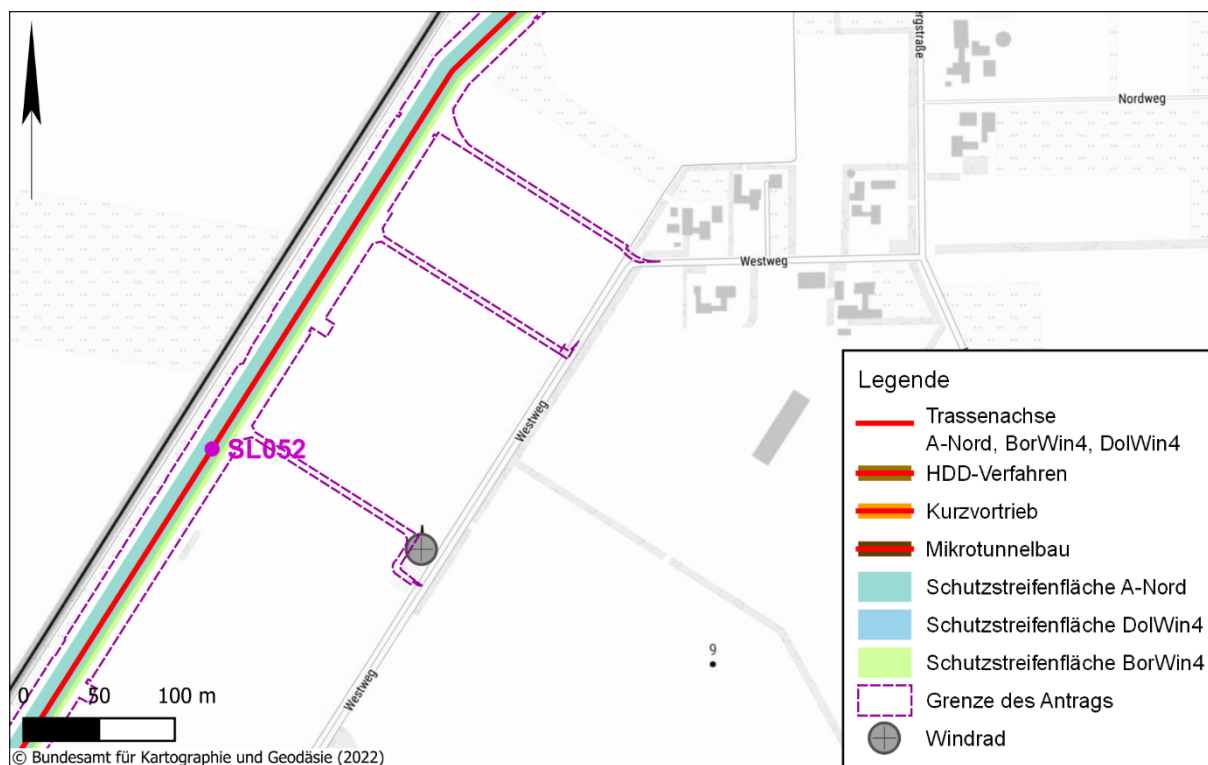 Nordweg
Westweg
Westweg
SL052
Westweg
9
0 50 100 m
© Bundesamt für Kartographie und Geodäsie (2022)
Legende
Trassenachse
A-Nord, BorWin4, DolWin4
HDD-Verfahren
Kurzvortrieb
Mikrotunnelbau
Schutzstreifenfläche A-Nord
Schutzstreifenfläche DolWin4
Schutzstreifenfläche BorWin4
Grenze des Antrags
Windrad